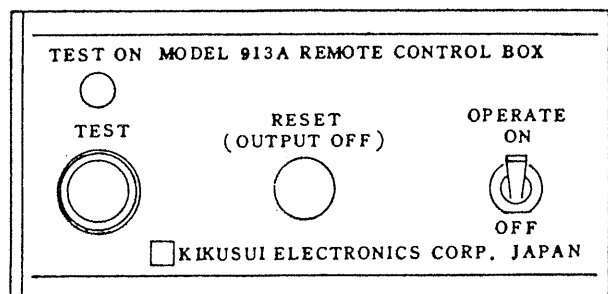 TEST ON MODEL 913A REMOTE CONTROL BOX
TEST
RESET
(OUTPUT OFF)
OPERATE
ON
OFF
KIKUSUI ELECTRONICS CORP. JAPAN